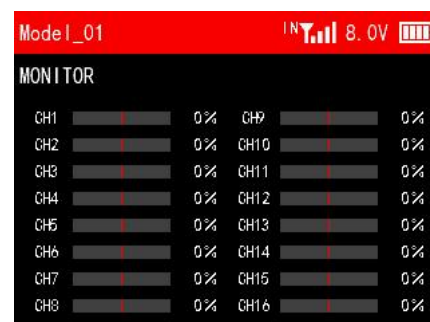 Model_01 IN 8.0V
MONITOR
CH1 0% CH9 0%
CH2 0% CH10 0%
CH3 0% CH11 0%
CH4 0% CH12 0%
CH5 0% CH13 0%
CH6 0% CH14 0%
CH7 0% CH15 0%
CH8 0% CH16 0%